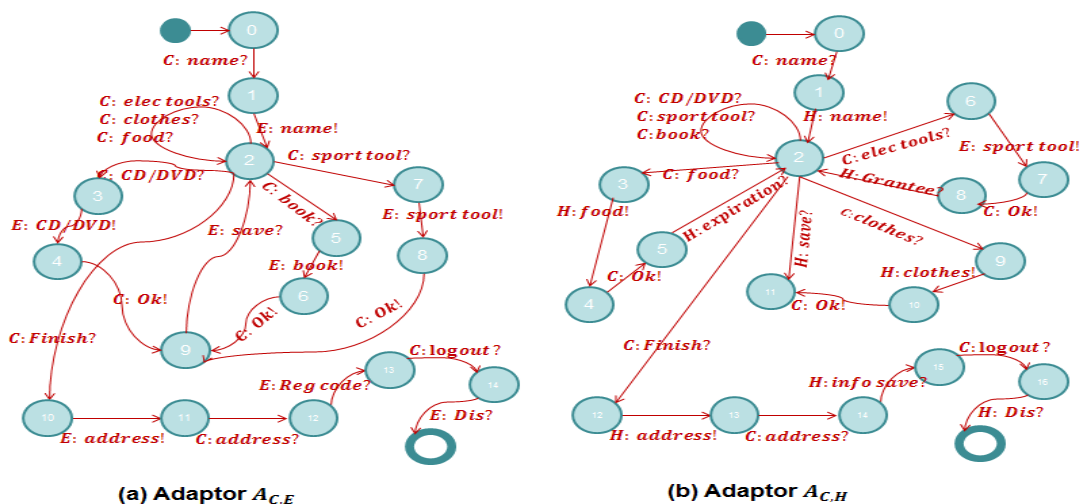 0
C: name?
1
C: elec tools?
C: clothes?
C: food?
E: name!
2
C: sport tool?
C: CD/DVD?
3
7
C: book?
E: sport tool!
E: CD/DVD!
E: save?
5
4
E: book!
8
6
C: Ok!
C: Ok!
C: Ok!
C:Finish?
9
C:logout?
13
E:Reg code?
14
10
11
12
E: Dis?
E: address!
C:address?
(a) Adaptor A_{C,E}
0
C: name?
1
C: CD/DVD?
C:sport tool?
C:book?
H: name!
6
2
C:elec tools?
E: sport tool!
C: food?
3
H:Grantee?
7
8
H:food!
H:expiration?
C: Ok!
H: save?
C:clothes?
5
9
C: Ok!
H:clothes!
11
10
4
C: Ok!
C:Finish?
C:logout?
15
H:info save?
16
12
13
14
H: Dis?
H: address!
C:address?
(b) Adaptor A_{C,H}